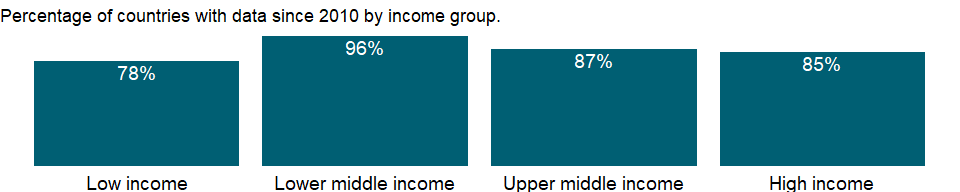 Percentage of countries with data since 2010 by income group.
78%
96%
87%
85%
Low income
Lower middle income
Upper middle income
High income